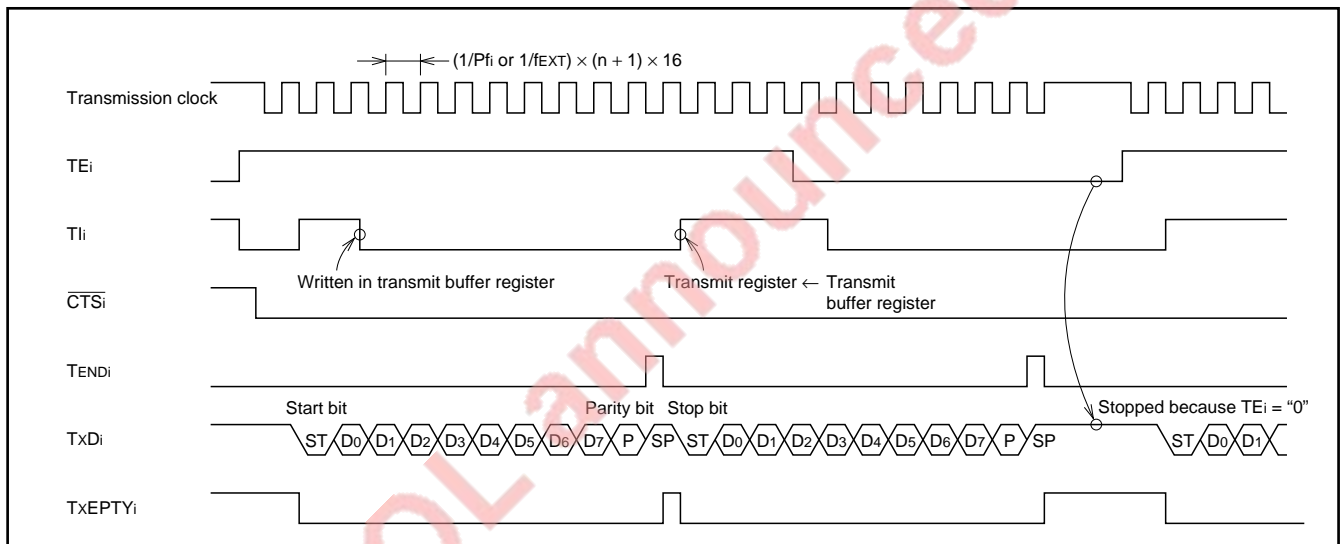 (1/Pfi or 1/fEXT) × (n + 1) × 16
Transmission clock
TEi
TIi
Written in transmit buffer register
Transmit register ← Transmit
buffer register
CTSi
TENDi
Start bit
Parity bit
Stop bit
Stopped because TEi = “0”
TxDi
ST D0 D1 D2 D3 D4 D5 D6 D7 P SP ST D0 D1 D2 D3 D4 D5 D6 D7 P SP ST D0 D1
TxEPTYi
OL announced